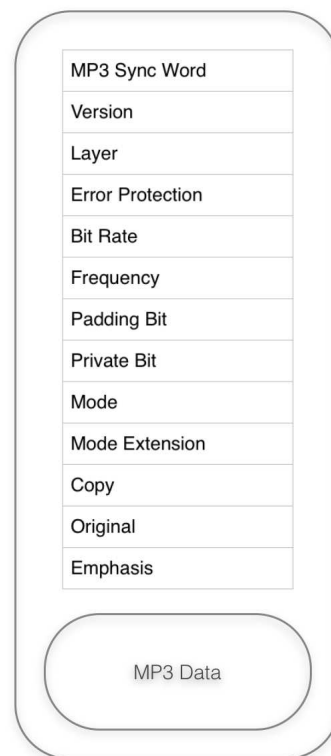 MP3 Sync Word
Version
Layer
Error Protection
Bit Rate
Frequency
Padding Bit
Private Bit
Mode
Mode Extension
Copy
Original
Emphasis
MP3 Data